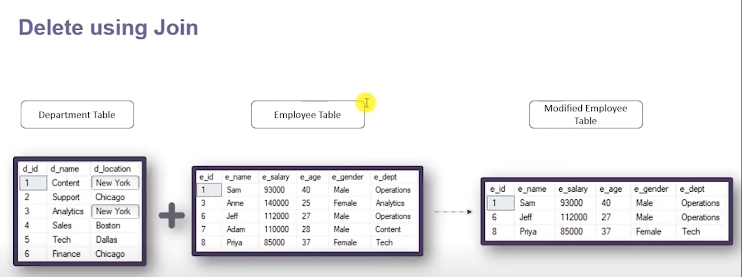 Delete using Join
Department Table
Employee Table
Modified Employee
Table
d_id d_name d_location
1 Content New York
2 Support Chicago
3 Analytics New York
4 Sales Boston
5 Tech Dallas
6 Finance Chicago
e_id e_name e_salary e_age e_gender e_dept
1 Sam 93000 40 Male Operations
3 Anne 140000 25 Female Analytics
6 Jeff 112000 27 Male Operations
7 Adam 110000 28 Male Content
8 Priya 85000 37 Female Tech
e_id e_name e_salary e_age e_gender e_dept
1 Sam 93000 40 Male Operations
6 Jeff 112000 27 Male Operations
8 Priya 85000 37 Female Tech